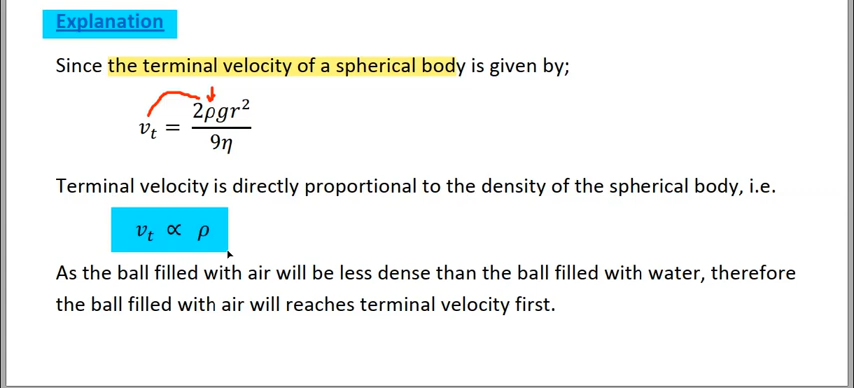 Explanation
Since the terminal velocity of a spherical body is given by;
v_t = 2ρgr² / 9η
Terminal velocity is directly proportional to the density of the spherical body, i.e.
v_t ∝ ρ
As the ball filled with air will be less dense than the ball filled with water, therefore
the ball filled with air will reaches terminal velocity first.